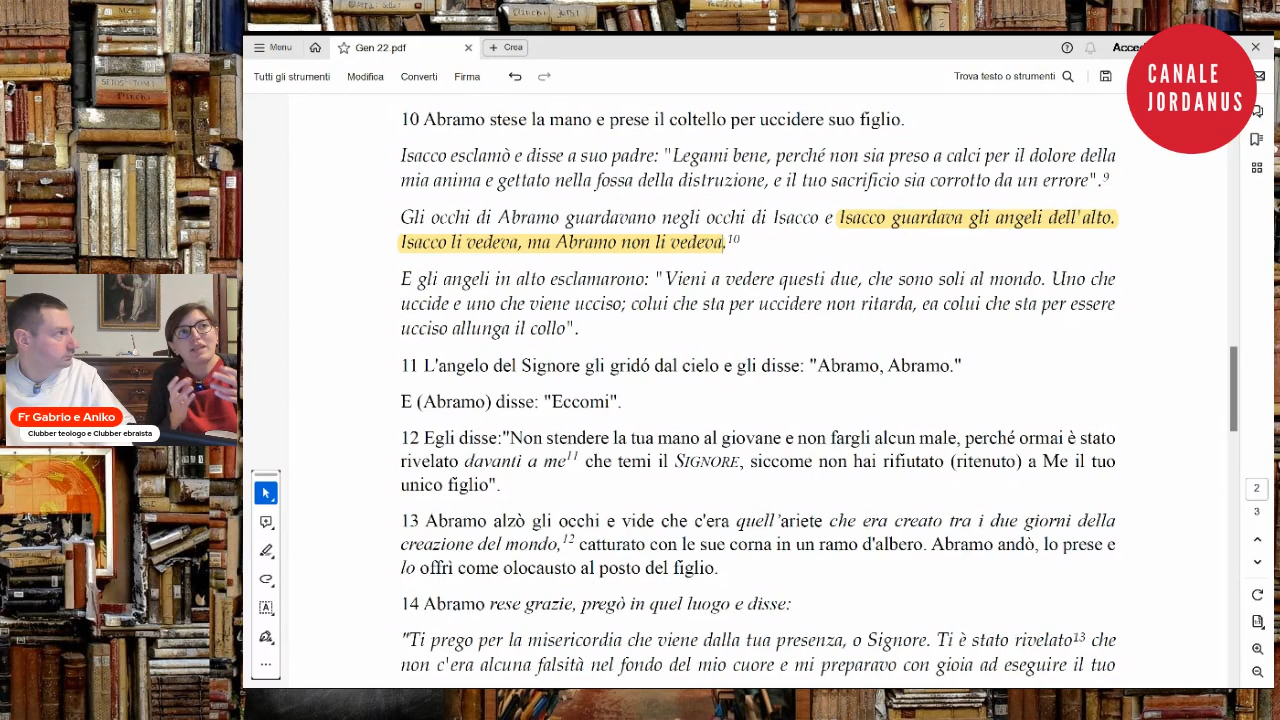 Menu
Gen 22.pdf
Crea
Acce
Tutti gli strumenti
Modifica
Converti
Firma
Trova testo o strumenti
CANALE
JORDANUS
10 Abramo stese la mano e prese il coltello per uccidere suo figlio.
Isacco esclamò e disse a suo padre: "Legami bene, perché non sia preso a calci per il dolore della
mia anima e gettato nella fossa della distruzione, e il tuo sacrificio sia corrotto da un errore".9
Gli occhi di Abramo guardavano negli occhi di Isacco e Isacco guardava gli angeli dell'alto.
Isacco li vedeva, ma Abramo non li vedeva.10
E gli angeli in alto esclamarono: "Vieni a vedere questi due, che sono soli al mondo. Uno che
uccide e uno che viene ucciso; colui che sta per uccidere non ritarda, ea colui che sta per essere
ucciso allunga il collo".
11 L'angelo del Signore gli gridó dal cielo e gli disse: "Abramo, Abramo."
E (Abramo) disse: "Eccomi".
12 Egli disse:"Non stendere la tua mano al giovane e non fargli alcun male, perché ormai è stato
rivelato davanti a me11 che temi il SIGNORE, siccome non hai rifiutato (ritenuto) a Me il tuo
unico figlio".
13 Abramo alzò gli occhi e vide che c'era quell'ariete che era creato tra i due giorni della
creazione del mondo,12 catturato con le sue corna in un ramo d'albero. Abramo andò, lo prese e
lo offrì come olocausto al posto del figlio.
14 Abramo rese grazie, pregò in quel luogo e disse:
"Ti prego per la misericordia che viene dalla tua presenza, o Signore. Ti è stato rivelato13 che
non c'era alcuna falsità nel fondo del mio cuore e mi preparato con gioia ad eseguire il tuo
2
3
Fr Gabrio e Aniko
Clubber teologo e Clubber ebraista